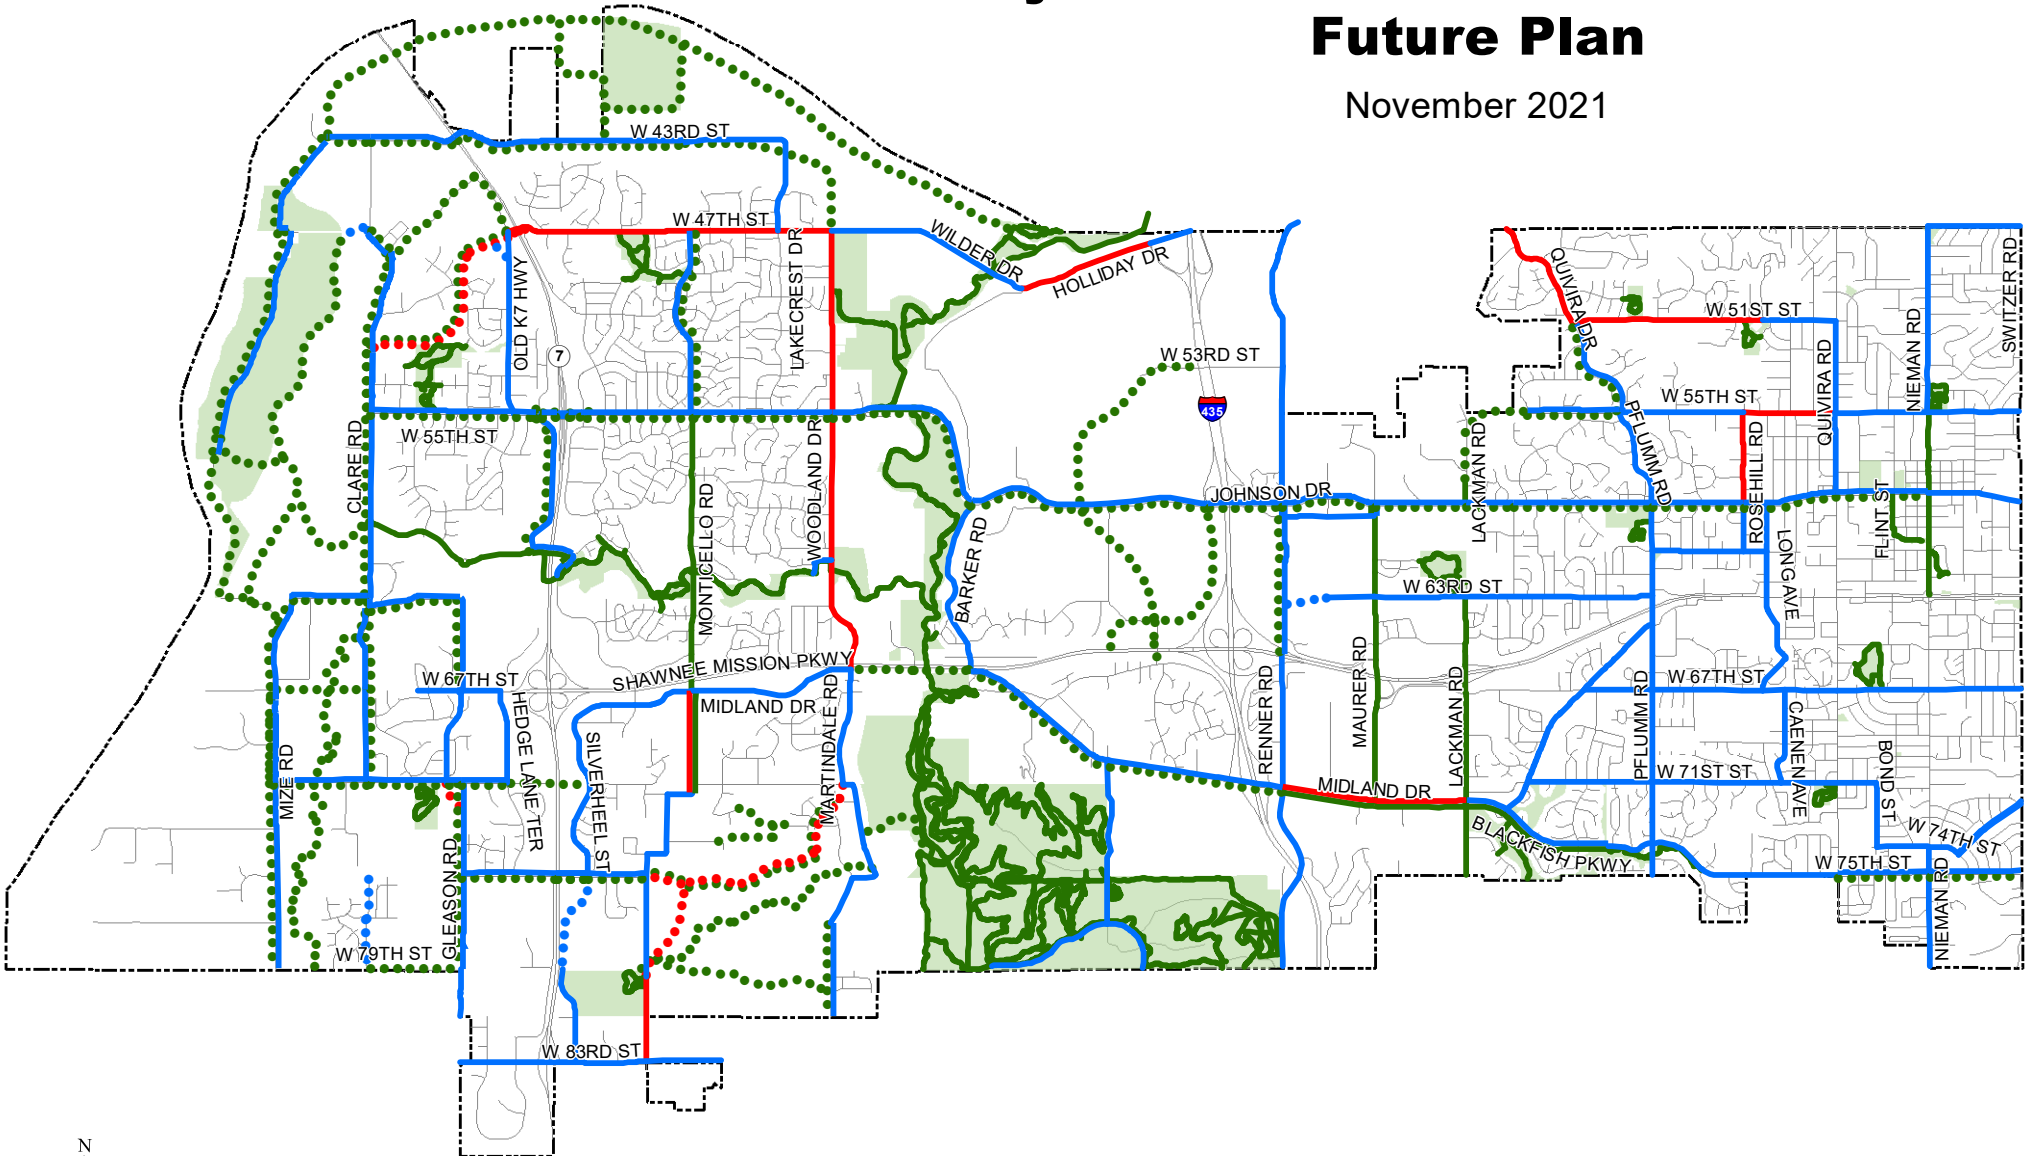 Future Plan
November 2021
W 43RD ST
W 47TH ST
WILDER DR
HOLLIDAY DR
LAKECREST DR
OLD K7 HWY
QUIVIRA DR
W 51ST ST
NIEMAN RD
SWITZER RD
7
W 53RD ST
435
QUIVIRA RD
W 55TH ST
W 55TH ST
PFLUMM RD
CLARE RD
WOODLAND DR
LACKMAN RD
ROSEHILL RD
JOHNSON DR
FLINT ST
MONTICELLO RD
BARKER RD
LONG AVE
W 63RD ST
SHAWNEE MISSION PKWY
W 67TH ST
W 67TH ST
MIDLAND DR
MARTINDALE RD
RENNER RD
MAURER RD
LACKMAN RD
PFLUMM RD
CAENEN AVE
HEDGE LANE TER
SILVERHEEL ST
MIZE RD
W 71ST ST
BOND ST
MIDLAND DR
BLACKFISH PKWY
W 74TH ST
W 75TH ST
GLEASON RD
NIEMAN RD
W 79TH ST
W 83RD ST
N